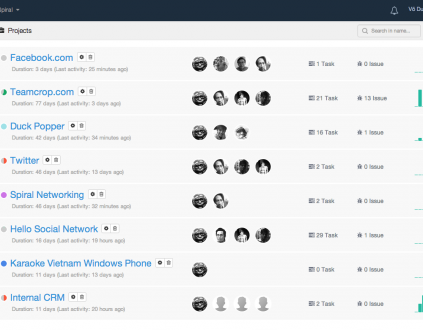 Spiral
Võ Du
Projects
Search in name...
Facebook.com
1 Task
0 Issue
Duration: 3 days (Last activity: 25 minutes ago)
Teamcrop.com
21 Task
13 Issue
Duration: 77 days (Last activity: 3 days ago)
Duck Popper
16 Task
1 Issue
Duration: 42 days (Last activity: 34 minutes ago)
Twitter
2 Task
0 Issue
Duration: 46 days (Last activity: 13 days ago)
Spiral Networking
2 Task
0 Issue
Duration: 46 days (Last activity: 32 minutes ago)
Hello Social Network
29 Task
1 Issue
Duration: 16 days (Last activity: 19 hours ago)
Karaoke Vietnam Windows Phone
0 Task
0 Issue
Duration: 11 days (Last activity: 13 days ago)
Internal CRM
2 Task
0 Issue
Duration: 11 days (Last activity: 20 hours ago)